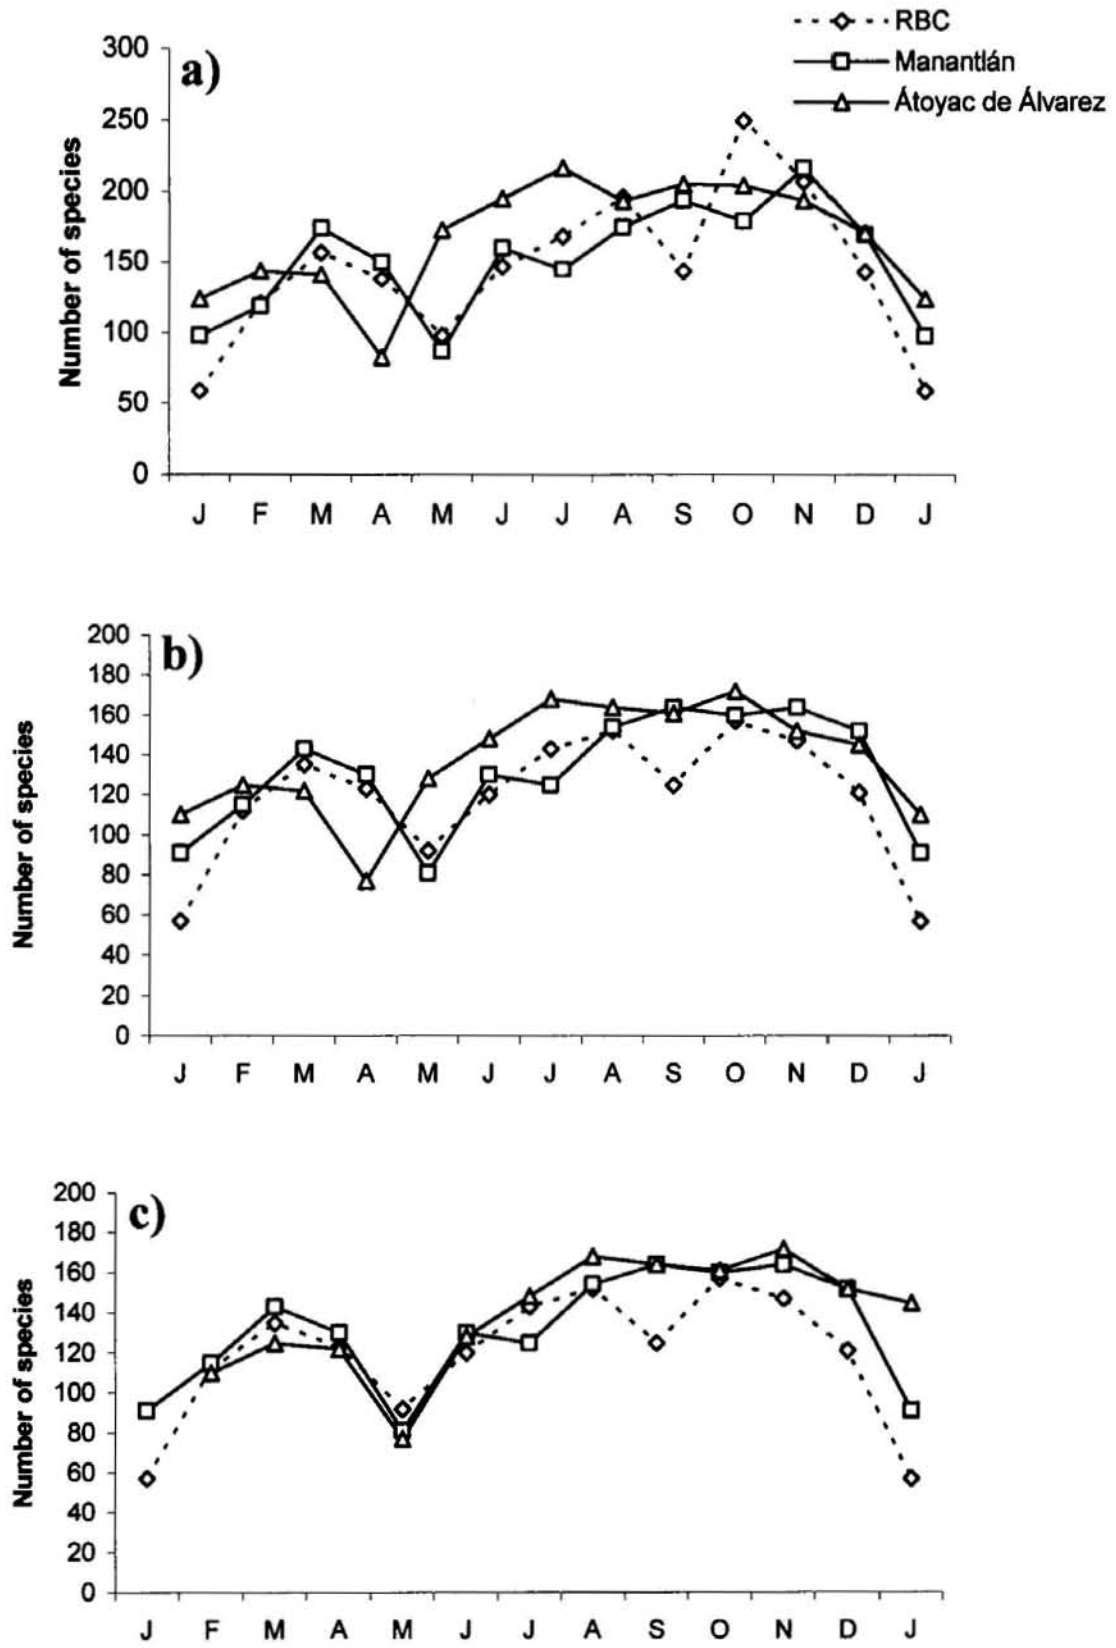 RBC
Manantlán
Átoyac de Álvarez
a)
Number of species
300
250
200
150
100
50
0
J F M A M J J A S O N D J
b)
Number of species
200
180
160
140
120
100
80
60
40
20
0
J F M A M J J A S O N D J
c)
Number of species
200
180
160
140
120
100
80
60
40
20
0
J F M A M J J A S O N D J